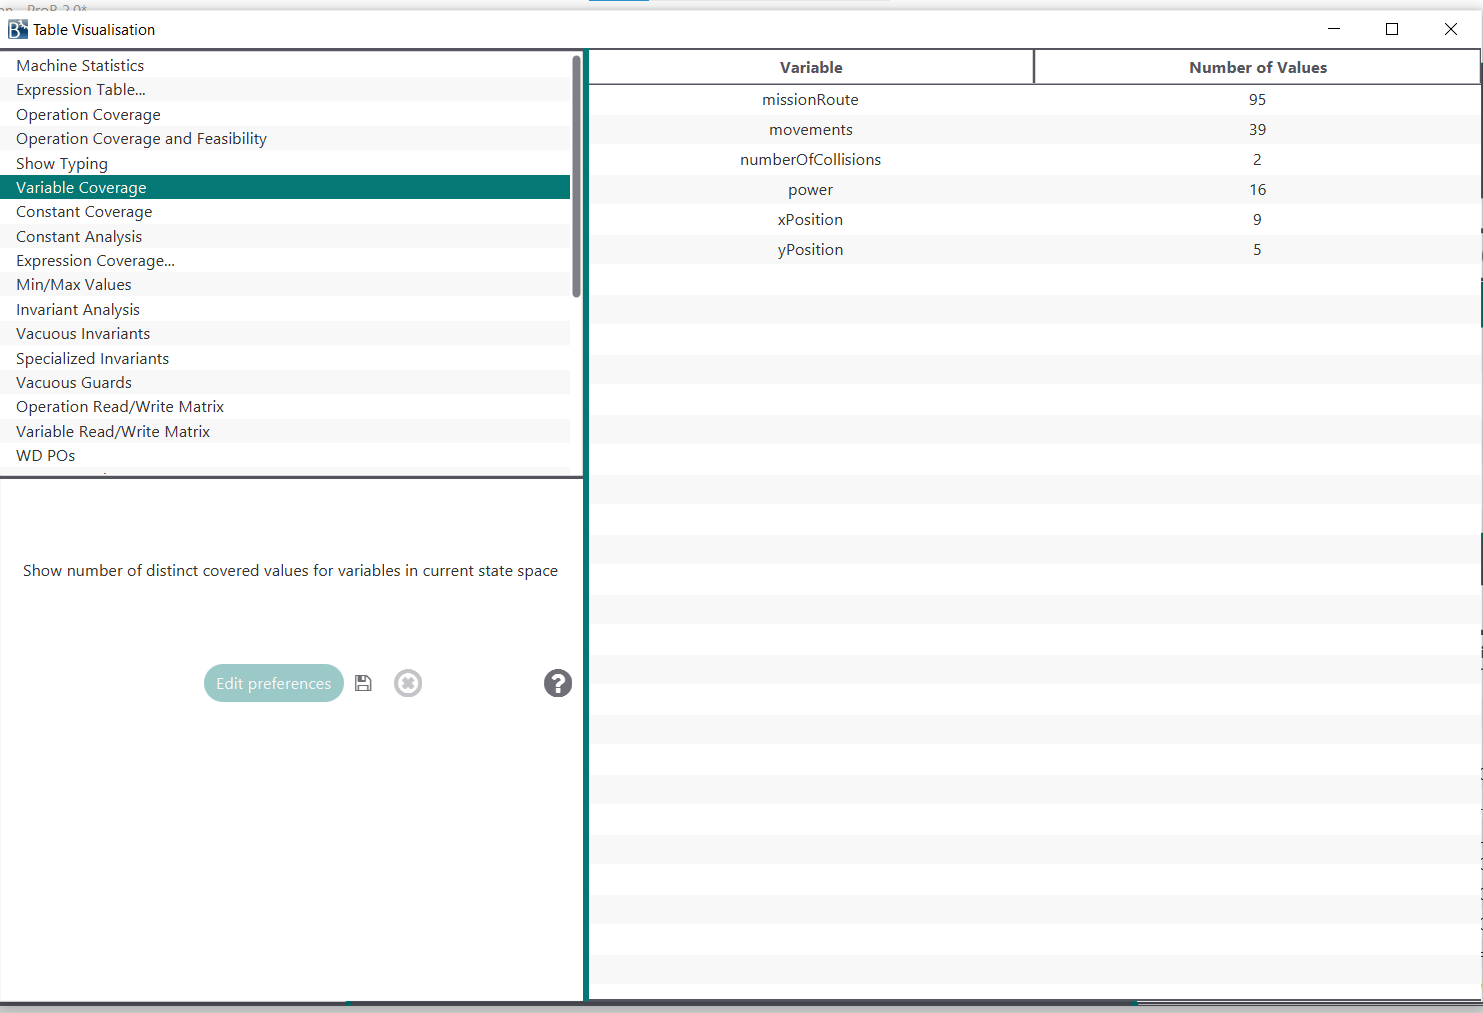 Table Visualisation
Machine Statistics
Expression Table...
Operation Coverage
Operation Coverage and Feasibility
Show Typing
Variable Coverage
Constant Coverage
Constant Analysis
Expression Coverage...
Min/Max Values
Invariant Analysis
Vacuous Invariants
Specialized Invariants
Vacuous Guards
Operation Read/Write Matrix
Variable Read/Write Matrix
WD POs
Show number of distinct covered values for variables in current state space
Edit preferences
Variable Number of Values
missionRoute 95
movements 39
numberOfCollisions 2
power 16
xPosition 9
yPosition 5